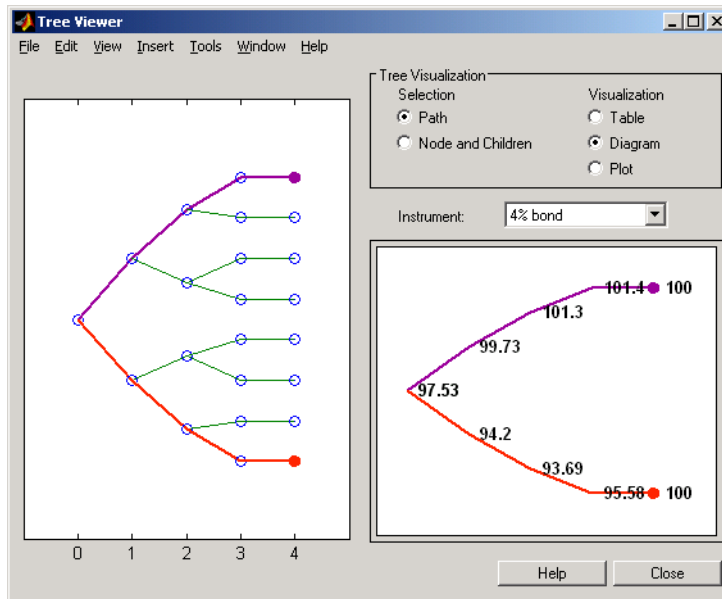 Tree Viewer
File Edit View Insert Tools Window Help
Tree Visualization
Selection Visualization
Path Table
Node and Children Diagram
Plot
Instrument: 4% bond
101.4 100
101.3
99.73
97.53
94.2
93.69
95.58 100
0 1 2 3 4
Help Close